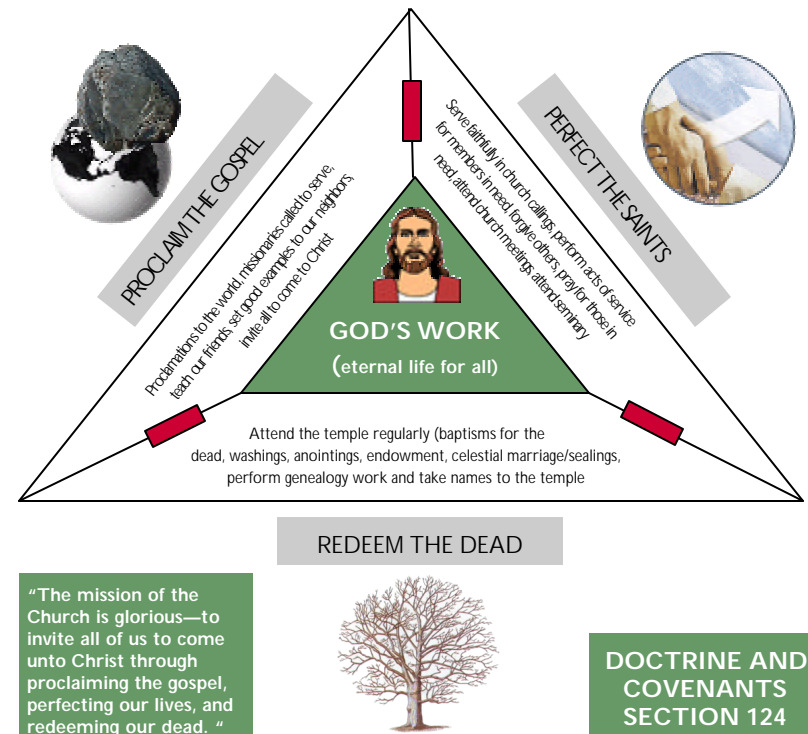 PROCLAIM THE GOSPEL
Proclamations to the world, missionaries called to serve,
teach our friends, set good examples to our neighbors,
invite all to come to Christ
PERFECT THE SAINTS
Serve faithfully in church callings, perform acts of service
for members in need, forgive others, pray for those in
need, attend church meetings, attend seminary
GOD'S WORK
(eternal life for all)
Attend the temple regularly (baptisms for the
dead, washings, anointings, endowment, celestial marriage/sealings,
perform genealogy work and take names to the temple
REDEEM THE DEAD
“The mission of the
Church is glorious—to
invite all of us to come
unto Christ through
proclaiming the gospel,
perfecting our lives, and
redeeming our dead. “
DOCTRINE AND
COVENANTS
SECTION 124